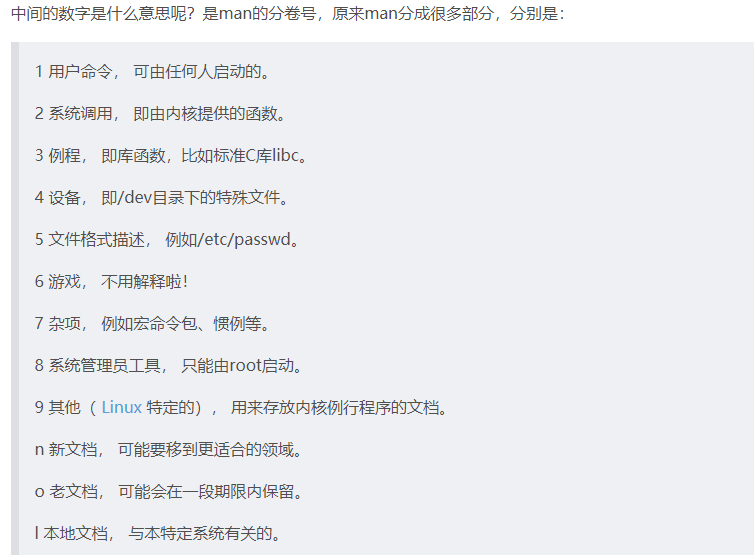 中间的数字是什么意思呢？是man的分卷号，原来man分成很多部分，分别是：
1 用户命令， 可由任何人启动的。
2 系统调用， 即由内核提供的函数。
3 例程， 即库函数，比如标准C库libc。
4 设备， 即/dev目录下的特殊文件。
5 文件格式描述， 例如/etc/passwd。
6 游戏， 不用解释啦！
7 杂项， 例如宏命令包、惯例等。
8 系统管理员工具， 只能由root启动。
9 其他（ Linux 特定的）， 用来存放内核例行程序的文档。
n 新文档， 可能要移到更适合的领域。
o 老文档， 可能会在一段期限内保留。
l 本地文档， 与本特定系统有关的。